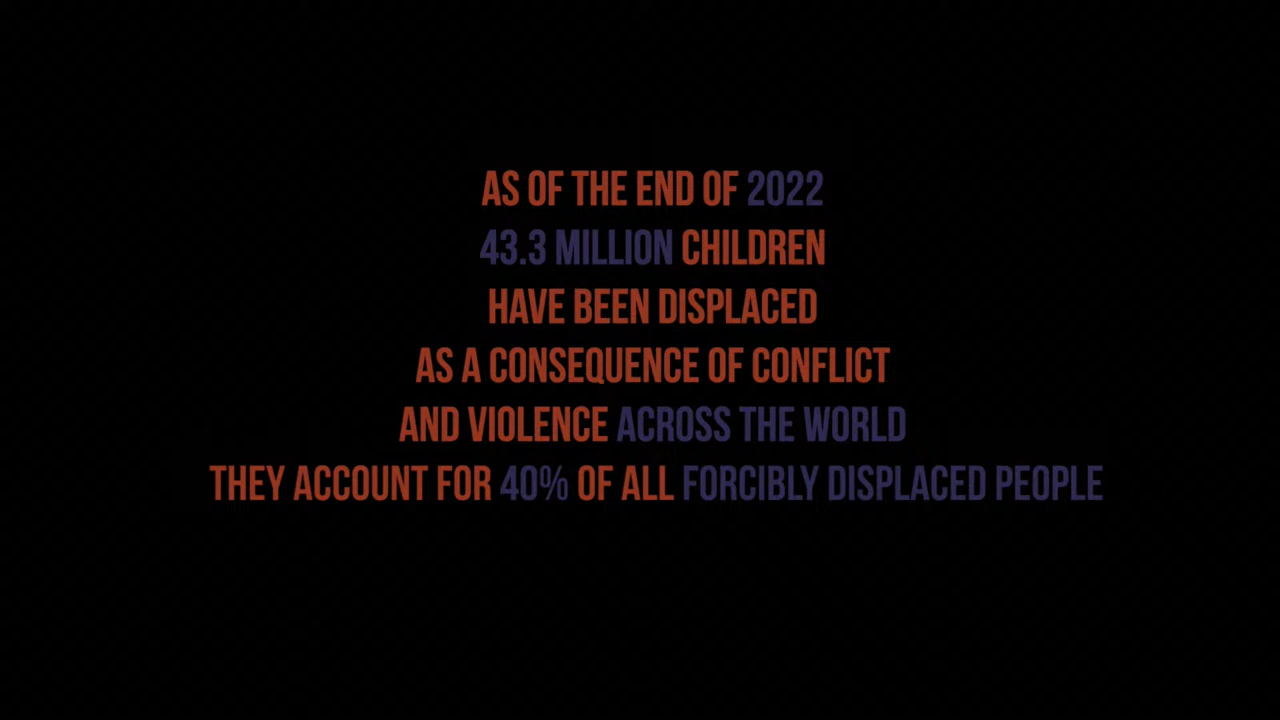 AS OF THE END OF 2022
43.3 MILLION CHILDREN
HAVE BEEN DISPLACED
AS A CONSEQUENCE OF CONFLICT
AND VIOLENCE ACROSS THE WORLD
THEY ACCOUNT FOR 40% OF ALL FORCIBLY DISPLACED PEOPLE